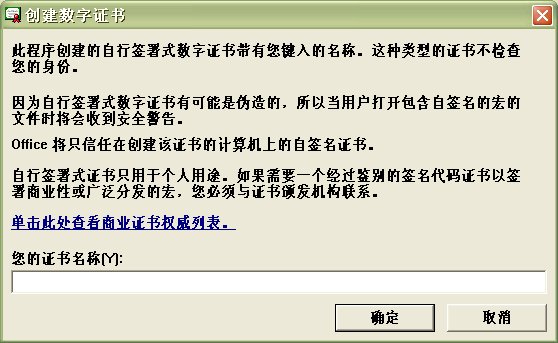 创建数字证书
此程序创建的自行签署式数字证书带有您键入的名称。这种类型的证书不检查
您的身份。
因为自行签署式数字证书有可能是伪造的，所以当用户打开包含自签名的宏的
文件时将会收到安全警告。
Office 将只信任在创建该证书的计算机上的自签名证书。
自行签署式证书只用于个人用途。如果需要一个经过鉴别的签名代码证书以签
署商业性或广泛分发的宏，您必须与证书颁发机构联系。
单击此处查看商业证书权威列表。
您的证书名称(Y):
确定
取消